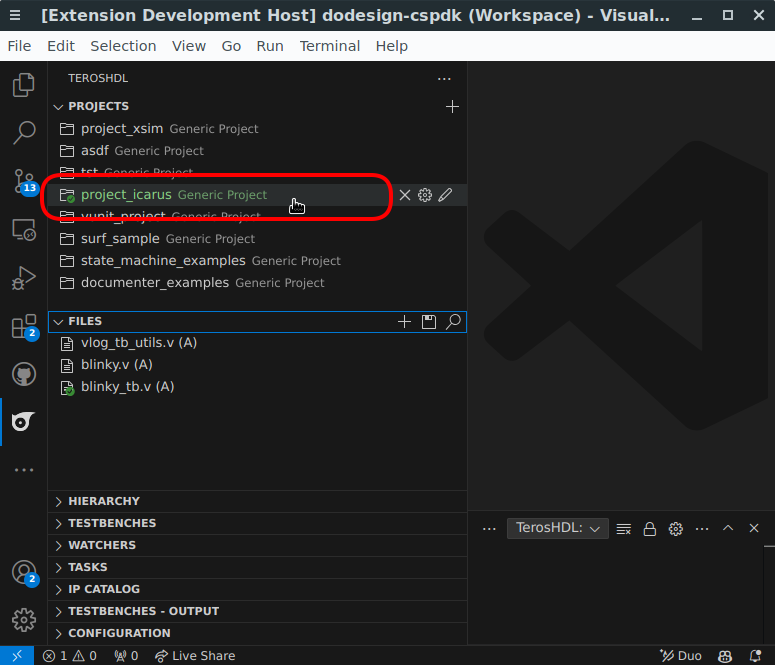 [Extension Development Host] dodesign-cspdk (Workspace) - Visual...
File Edit Selection View Go Run Terminal Help
TEROSHDL
PROJECTS
project_xsim Generic Project
asdf Generic Project
tst Generic Project
13
project_icarus Generic Project
vunit_project Generic Project
surf_sample Generic Project
state_machine_examples Generic Project
documenter_examples Generic Project
FILES
2
vlog_tb_utils.v (A)
blinky.v (A)
blinky_tb.v (A)
HIERARCHY
TESTBENCHES
TerosHDL:
WATCHERS
TASKS
2
IP CATALOG
TESTBENCHES - OUTPUT
CONFIGURATION
1 0 0 Live Share Duo